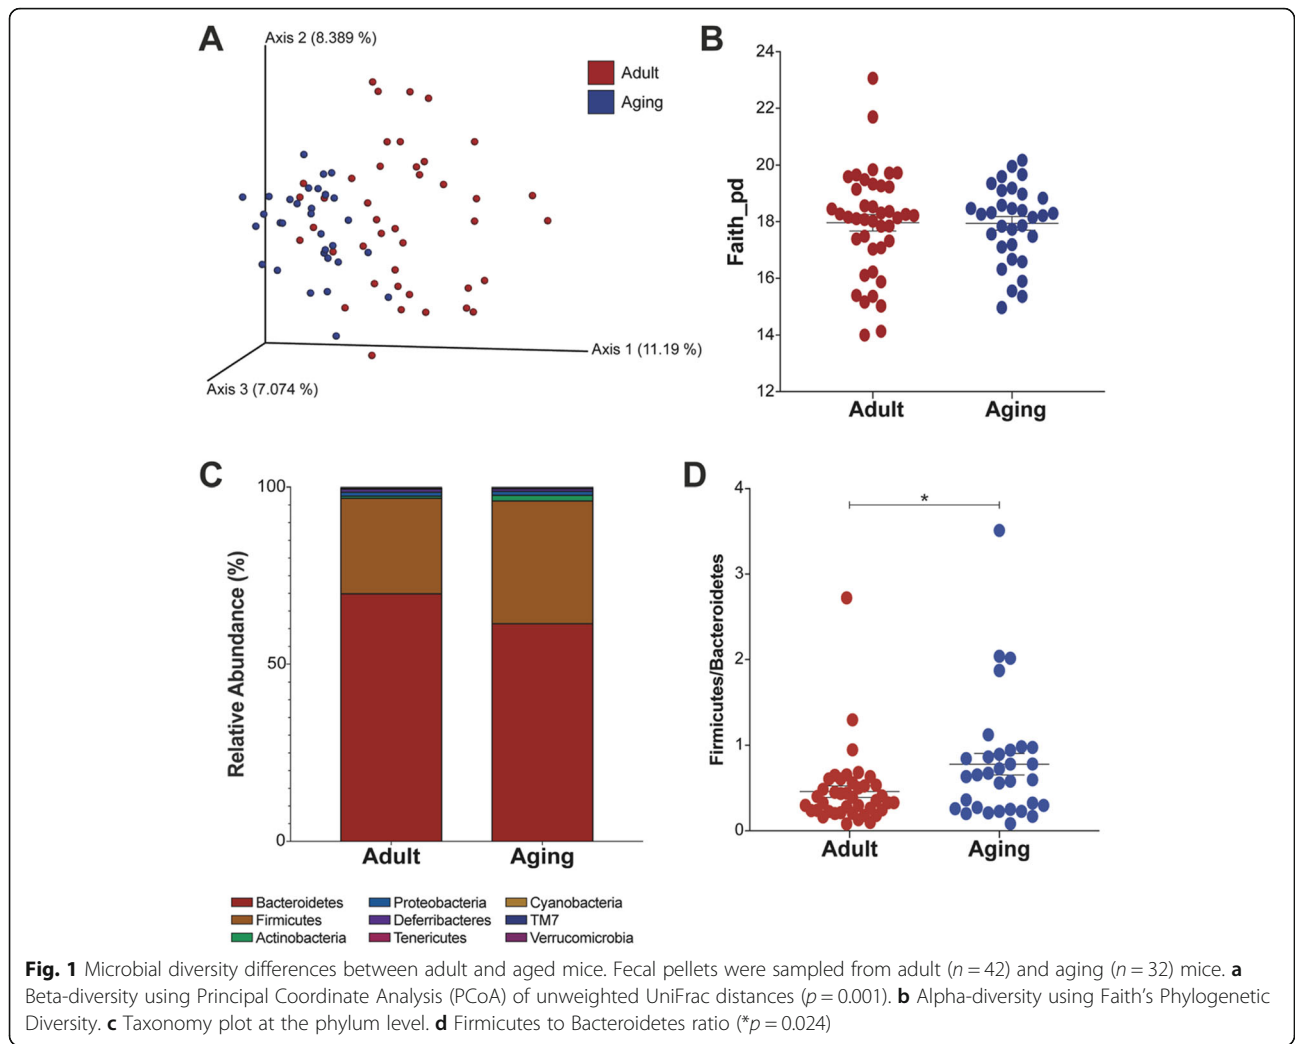 A
Axis 2 (8.389 %)
Adult
Aging
Axis 1 (11.19 %)
Axis 3 (7.074 %)
B
24
22
20
18
16
14
12
Faith_pd
Adult
Aging
C
100
50
0
Relative Abundance (%)
Adult
Aging
Bacteroidetes
Firmicutes
Actinobacteria
Proteobacteria
Deferribacteres
Tenericutes
Cyanobacteria
TM7
Verrucomicrobia
D
4
3
2
1
0
Firmicutes/Bacteroidetes
*
Adult
Aging
Fig. 1 Microbial diversity differences between adult and aged mice. Fecal pellets were sampled from adult (n = 42) and aging (n = 32) mice. a
Beta-diversity using Principal Coordinate Analysis (PCoA) of unweighted UniFrac distances (p = 0.001). b Alpha-diversity using Faith's Phylogenetic
Diversity. c Taxonomy plot at the phylum level. d Firmicutes to Bacteroidetes ratio (*p = 0.024)